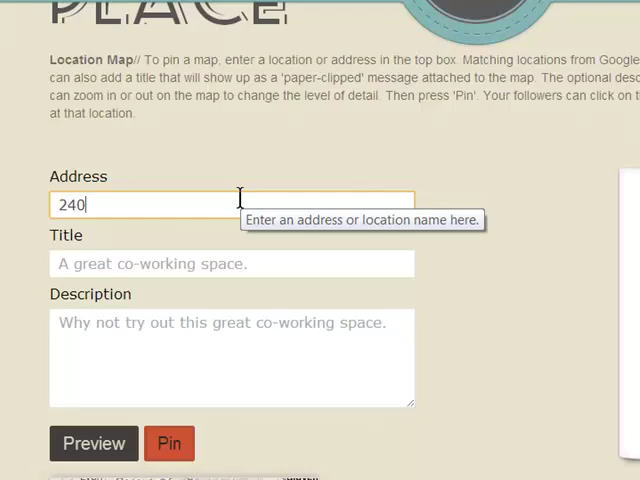 PLACE
Location Map// To pin a map, enter a location or address in the top box. Matching locations from Google
can also add a title that will show up as a 'paper-clipped' message attached to the map. The optional desc
can zoom in or out on the map to change the level of detail. Then press 'Pin'. Your followers can click on th
at that location.
Address
240
Enter an address or location name here.
Title
A great co-working space.
Description
Why not try out this great co-working space.
Preview Pin